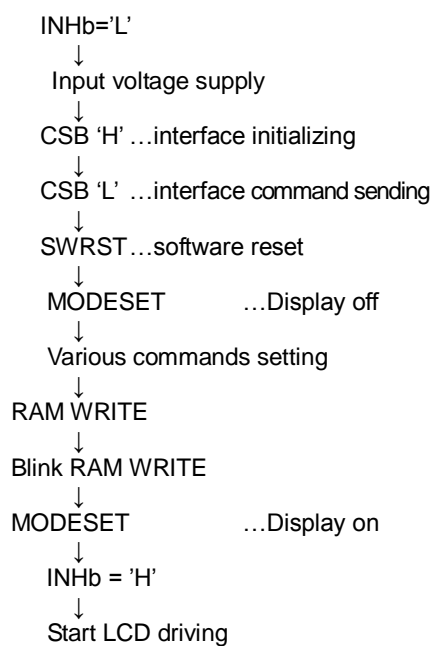 INHb='L'
↓
Input voltage supply
↓
CSB ‘H’ …interface initializing
↓
CSB ‘L’ …interface command sending
↓
SWRST…software reset
↓
MODESET …Display off
↓
Various commands setting
↓
RAM WRITE
↓
Blink RAM WRITE
↓
MODESET …Display on
↓
INHb = ’H’
↓
Start LCD driving